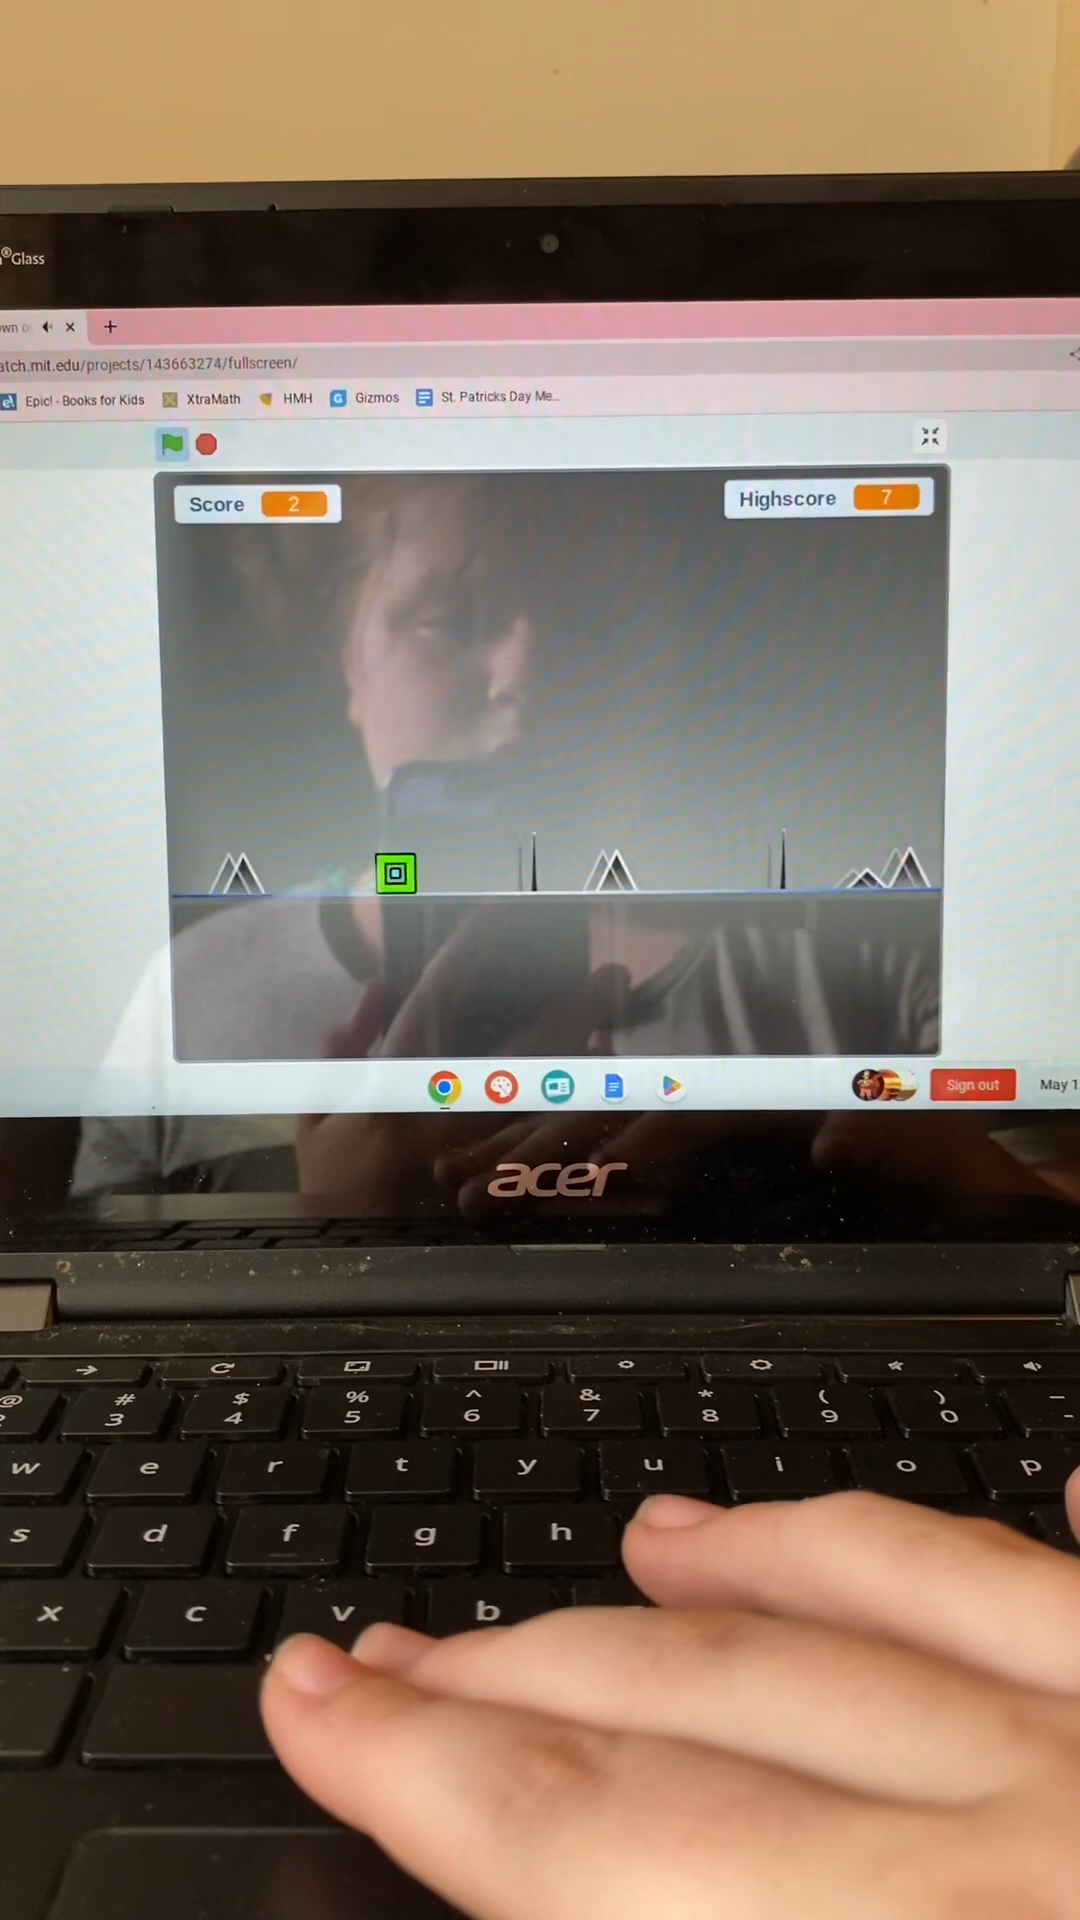 ®Glass
own o
atch.mit.edu/projects/143663274/fullscreen/
e! Epic! - Books for Kids XtraMath HMH G Gizmos St. Patricks Day Me...
Score 2
Highscore 7
Sign out May 1
acer
@ # $ % ^ & * ( ) _
3 4 5 6 7 8 9 0 -
w e r t y u i o p
s d f g h
x c v b